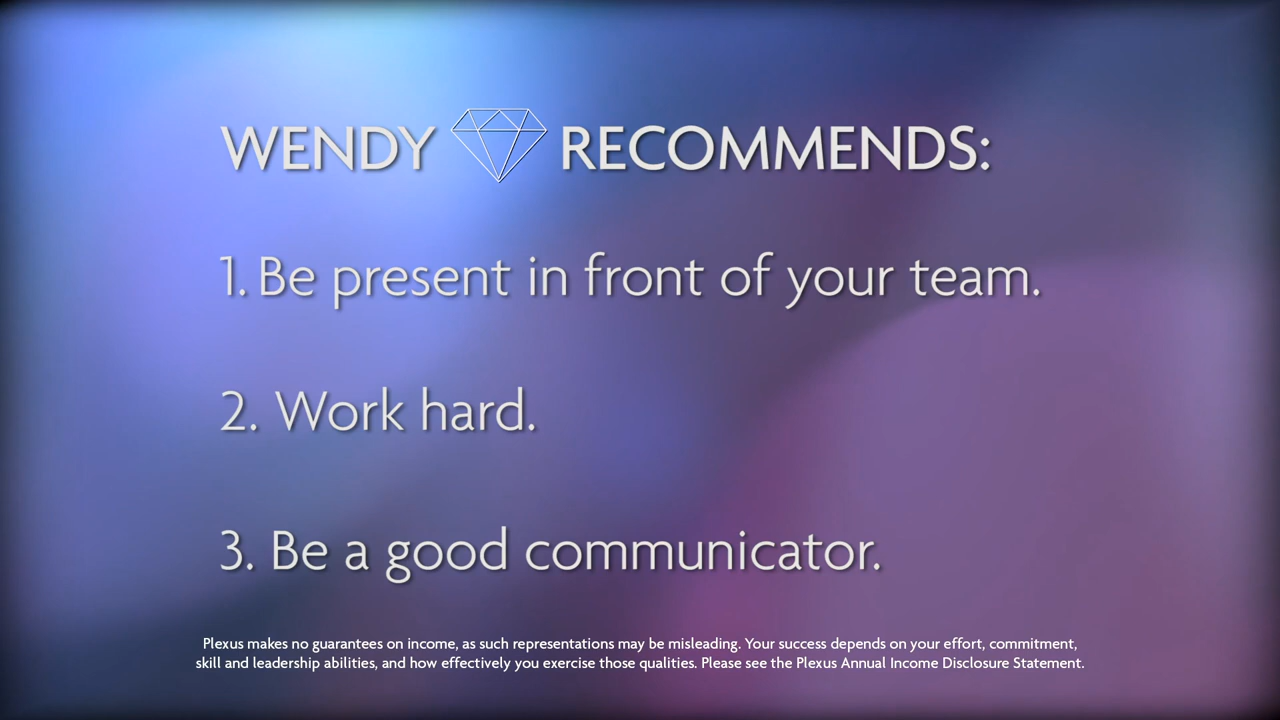 WENDY RECOMMENDS:
1. Be present in front of your team.
2. Work hard.
3. Be a good communicator.
Plexus makes no guarantees on income, as such representations may be misleading. Your success depends on your effort, commitment,
skill and leadership abilities, and how effectively you exercise those qualities. Please see the Plexus Annual Income Disclosure Statement.